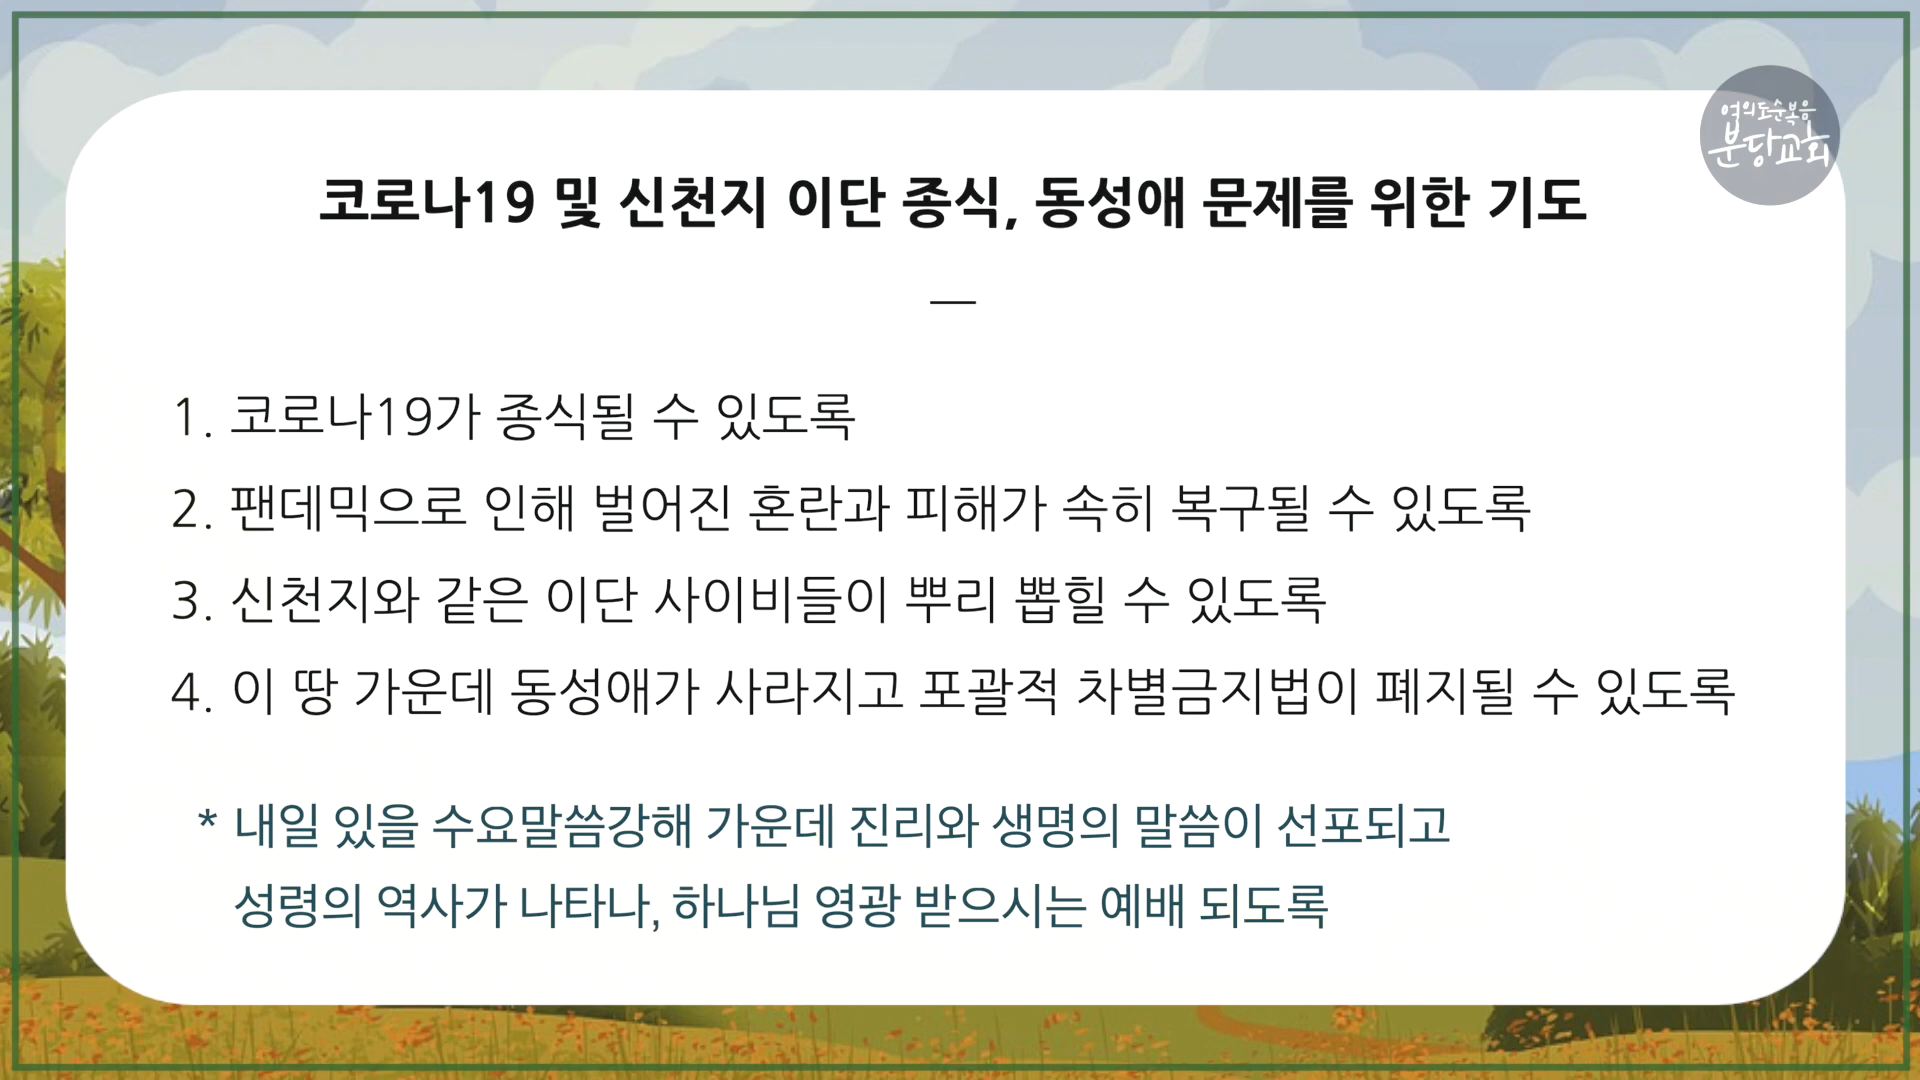 여의도순복음
분당교회
코로나19 및 신천지 이단 종식, 동성애 문제를 위한 기도
—
1. 코로나19가 종식될 수 있도록
2. 팬데믹으로 인해 벌어진 혼란과 피해가 속히 복구될 수 있도록
3. 신천지와 같은 이단 사이비들이 뿌리 뽑힐 수 있도록
4. 이 땅 가운데 동성애가 사라지고 포괄적 차별금지법이 폐지될 수 있도록
* 내일 있을 수요말씀강해 가운데 진리와 생명의 말씀이 선포되고
성령의 역사가 나타나, 하나님 영광 받으시는 예배 되도록